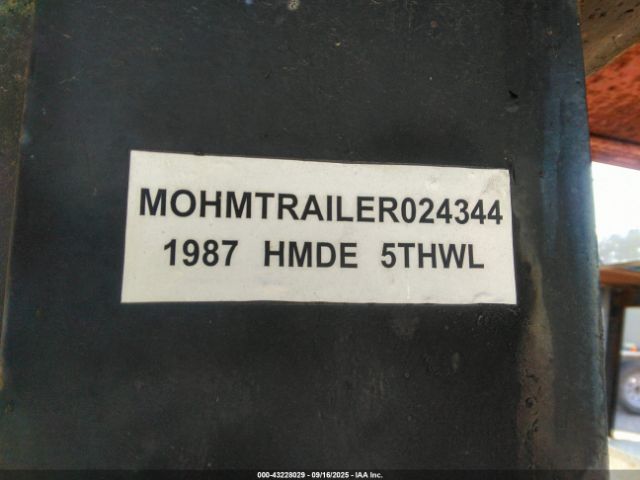 MOHMTRAILER024344
1987 HMDE 5THWL
000-43228029 - 09/16/2025 - IAA Inc.